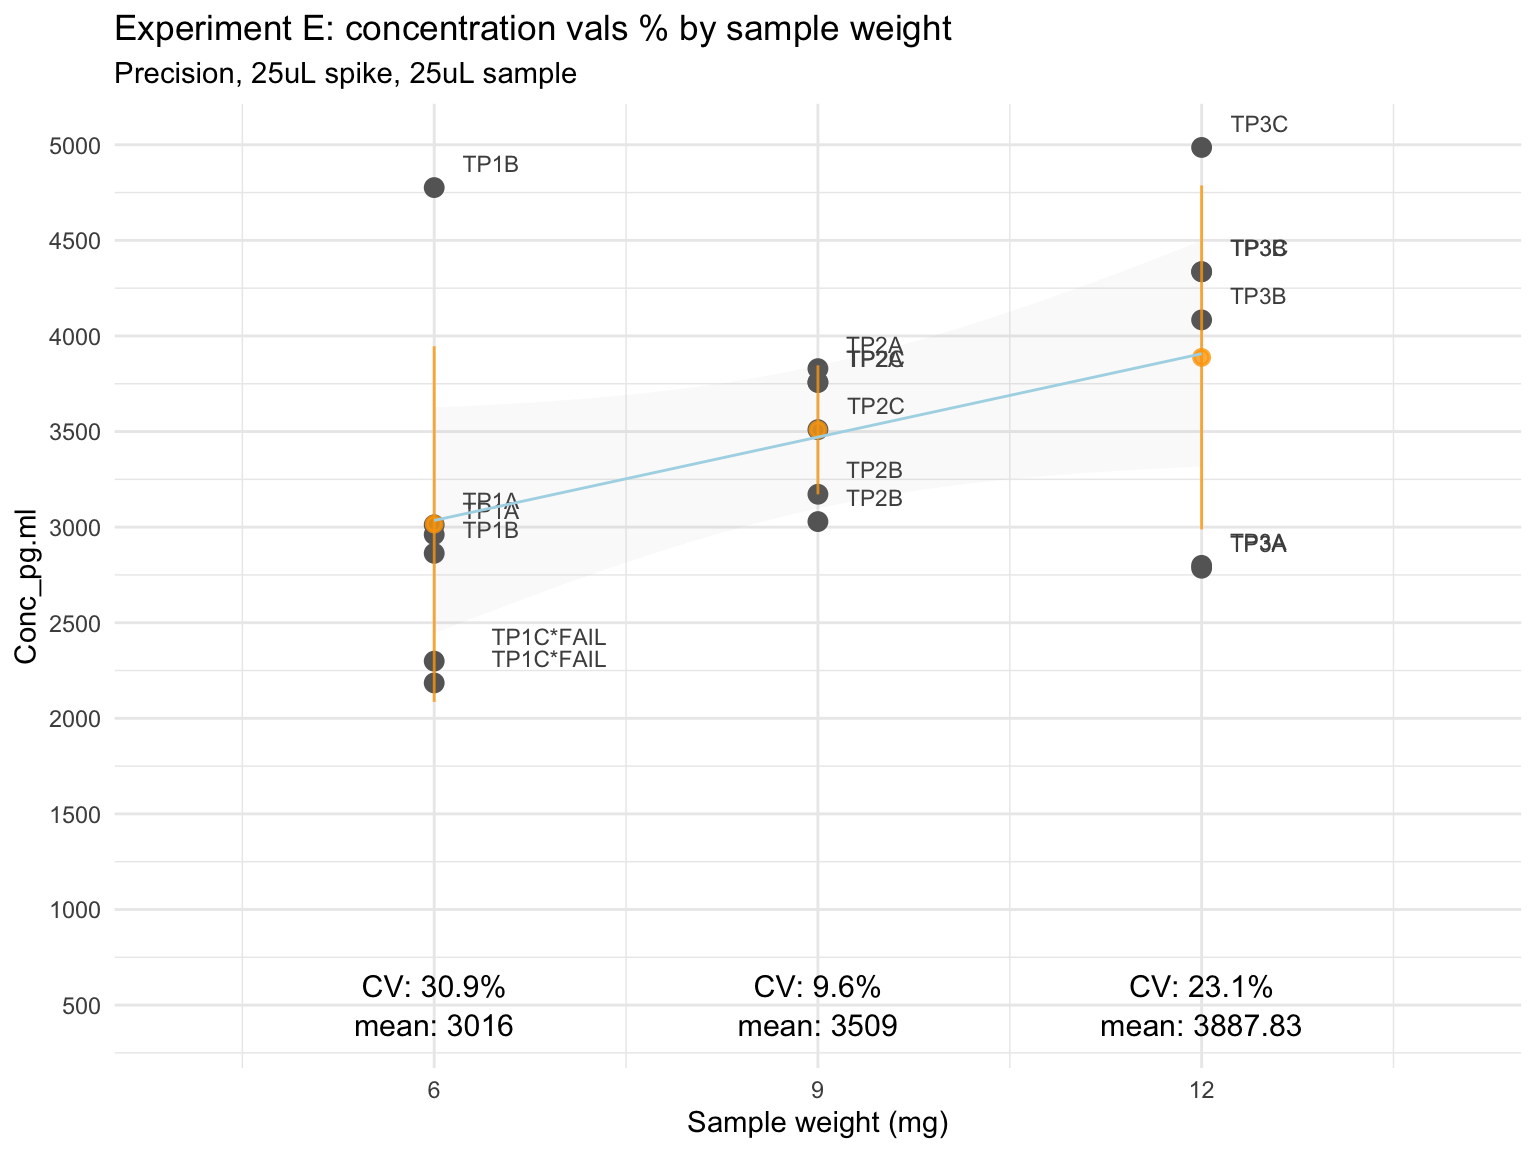 Experiment E: concentration vals % by sample weight
Precision, 25uL spike, 25uL sample
Conc_pg.ml
5000
4500
4000
3500
3000
2500
2000
1500
1000
500
TP1B
TP1A
TP1A
TP1B
TP1C*FAIL
TP1C*FAIL
TP2A
TP2C
TP2B
TP2B
TP3C
TP3B
TP3A
TP3A
CV: 30.9%
mean: 3016
CV: 9.6%
mean: 3509
CV: 23.1%
mean: 3887.83
6
9
12
Sample weight (mg)